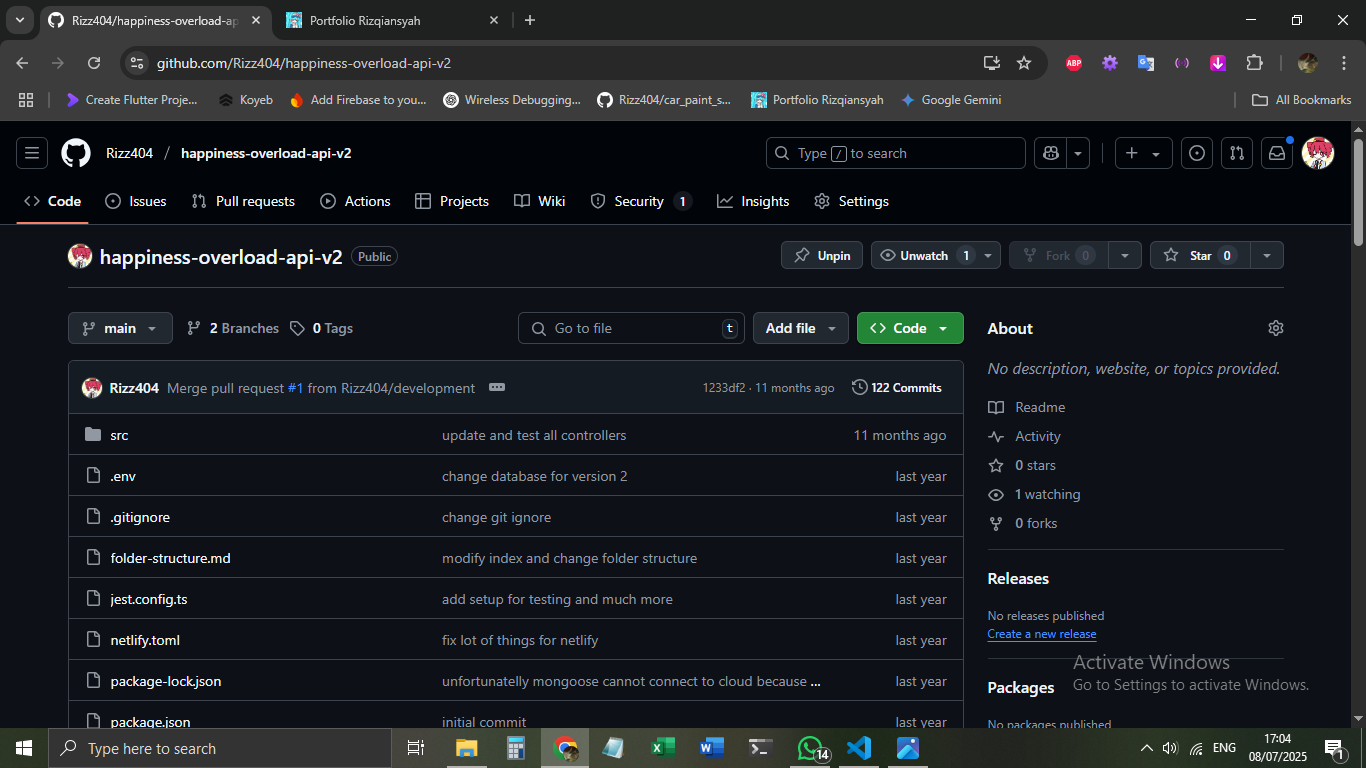 Rizz404/happiness-overload-ap
Portfolio Rizqiansyah
github.com/Rizz404/happiness-overload-api-v2
ABP
Create Flutter Proje...
Koyeb
Add Firebase to you...
Wireless Debugging...
Rizz404/car_paint_s...
Portfolio Rizqiansyah
Google Gemini
All Bookmarks
Rizz404 / happiness-overload-api-v2
Type / to search
Code
Issues
Pull requests
Actions
Projects
Wiki
Security 1
Insights
Settings
happiness-overload-api-v2 Public
Unpin
Unwatch 1
Fork 0
Star 0
main
2 Branches
0 Tags
Go to file t
Add file
Code
About
No description, website, or topics provided.
Rizz404 Merge pull request #1 from Rizz404/development
1233df2 · 11 months ago
122 Commits
Readme
src update and test all controllers 11 months ago
Activity
0 stars
.env change database for version 2 last year
1 watching
.gitignore change git ignore last year
0 forks
folder-structure.md modify index and change folder structure last year
Releases
jest.config.ts add setup for testing and much more last year
No releases published
Create a new release
netlify.toml fix lot of things for netlify last year
Activate Windows
Go to Settings to activate Windows.
package-lock.json unfortunatelly mongoose cannot connect to cloud because ... last year
Packages
package.json initial commit last year
No packages published
Type here to search
14
ENG
17:04
08/07/2025
1